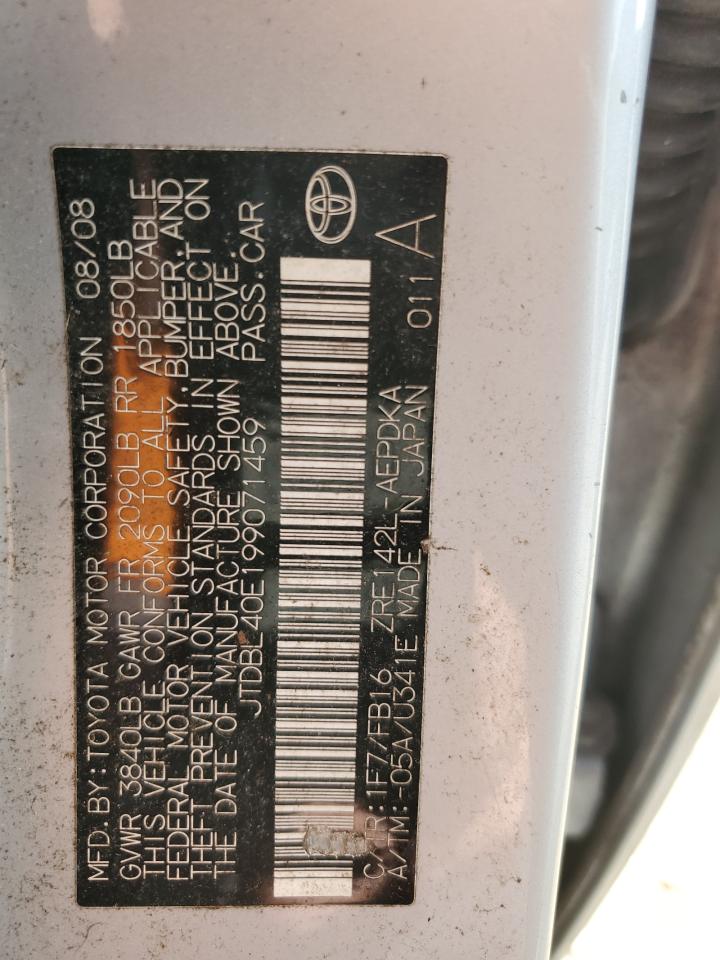 MFD.BY:TOYOTA MOTOR CORPORATION 08/08
GVWR 3840LB GAWR FR 2090LB RR 1850LB
THIS VEHICLE CONFORMS TO ALL APPLICABLE
FEDERAL MOTOR VEHICLE SAFETY,BUMPER,AND
THEFT PREVENTION STANDARDS IN EFFECT ON
THE DATE OF MANUFACTURE SHOWN ABOVE.
JTDBL40E199071459 PASS.CAR
C/TR:1F7/FB16 ZRE142L-AEPDKA 011A
A/TM:-05A/U341E MADE IN JAPAN